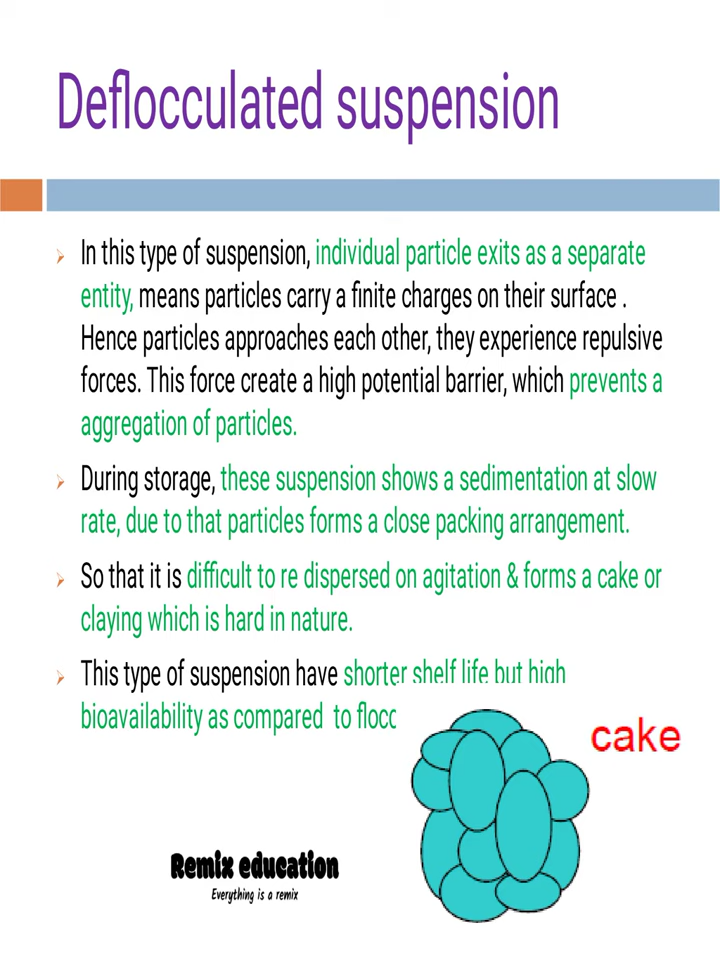 Deflocculated suspension
In this type of suspension, individual particle exits as a separate
entity, means particles carry a finite charges on their surface .
Hence particles approaches each other, they experience repulsive
forces. This force create a high potential barrier, which prevents a
aggregation of particles.
During storage, these suspension shows a sedimentation at slow
rate, due to that particles forms a close packing arrangement.
So that it is difficult to re dispersed on agitation & forms a cake or
claying which is hard in nature.
This type of suspension have shorter shelf life but high
bioavailability as compared to flocc
cake
Remix education
Everything is a remix